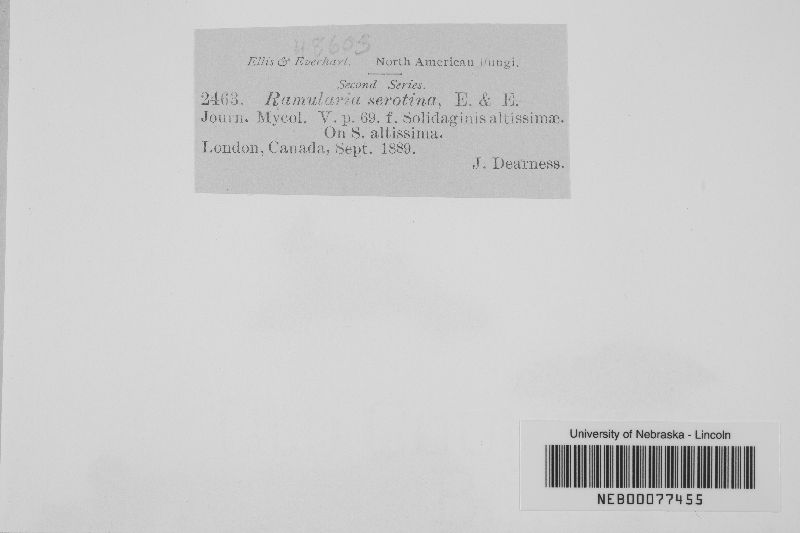 48603
Ellis & Everhart. North American Fungi.
Second Series.
2463. Ramularia serotina, E. & E.
Journ. Mycol. V. p. 69. f. Solidaginis altissimæ.
On S. altissima.
London, Canada, Sept. 1889.
J. Dearness.
University of Nebraska - Lincoln
NEB00077455